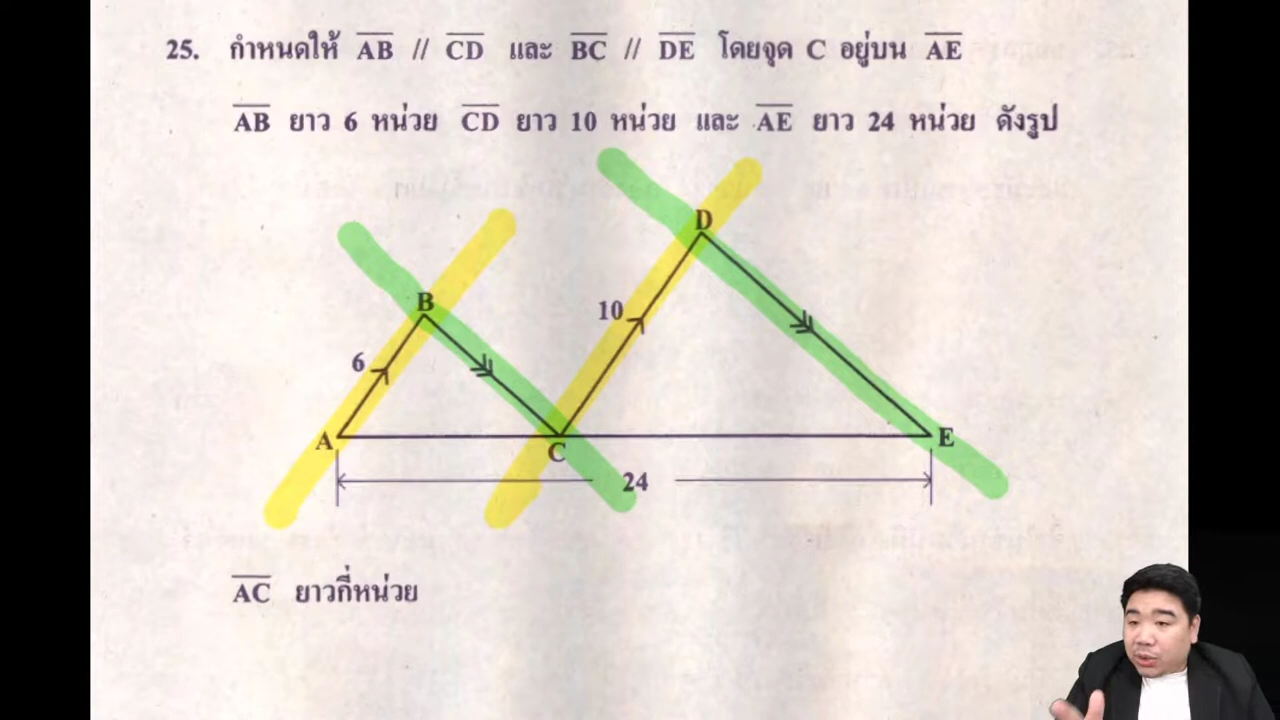 25. กำหนดให้ AB // CD และ BC // DE โดยจุด C อยู่บน AE
AB ยาว 6 หน่วย CD ยาว 10 หน่วย และ AE ยาว 24 หน่วย ดังรูป
D
B
10
6
A
E
C
24
AC ยาวกี่หน่วย